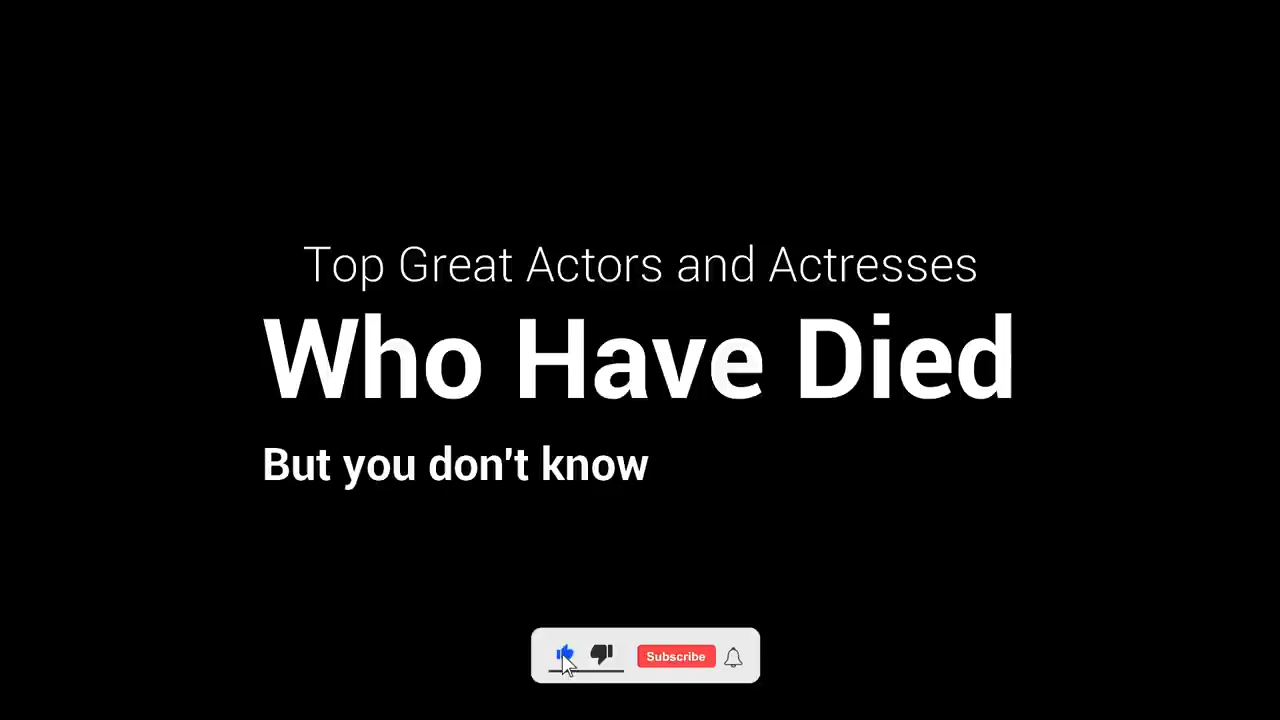 Top Great Actors and Actresses
Who Have Died
But you don't know
Subscribe